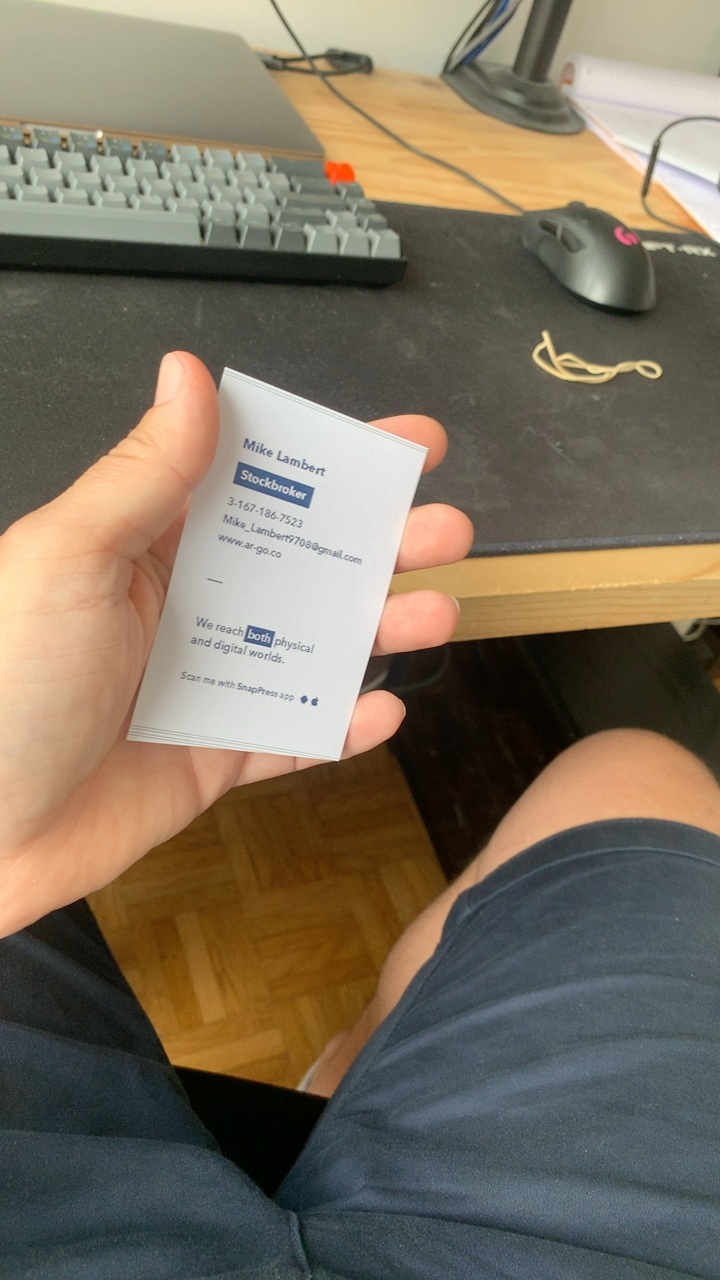 Mike Lambert
Stockbroker
3-167-186-7523
Mike_Lambert9708@gmail.com
www.ar-go.co
We reach both physical
and digital worlds.
Scan me with SnapPress app